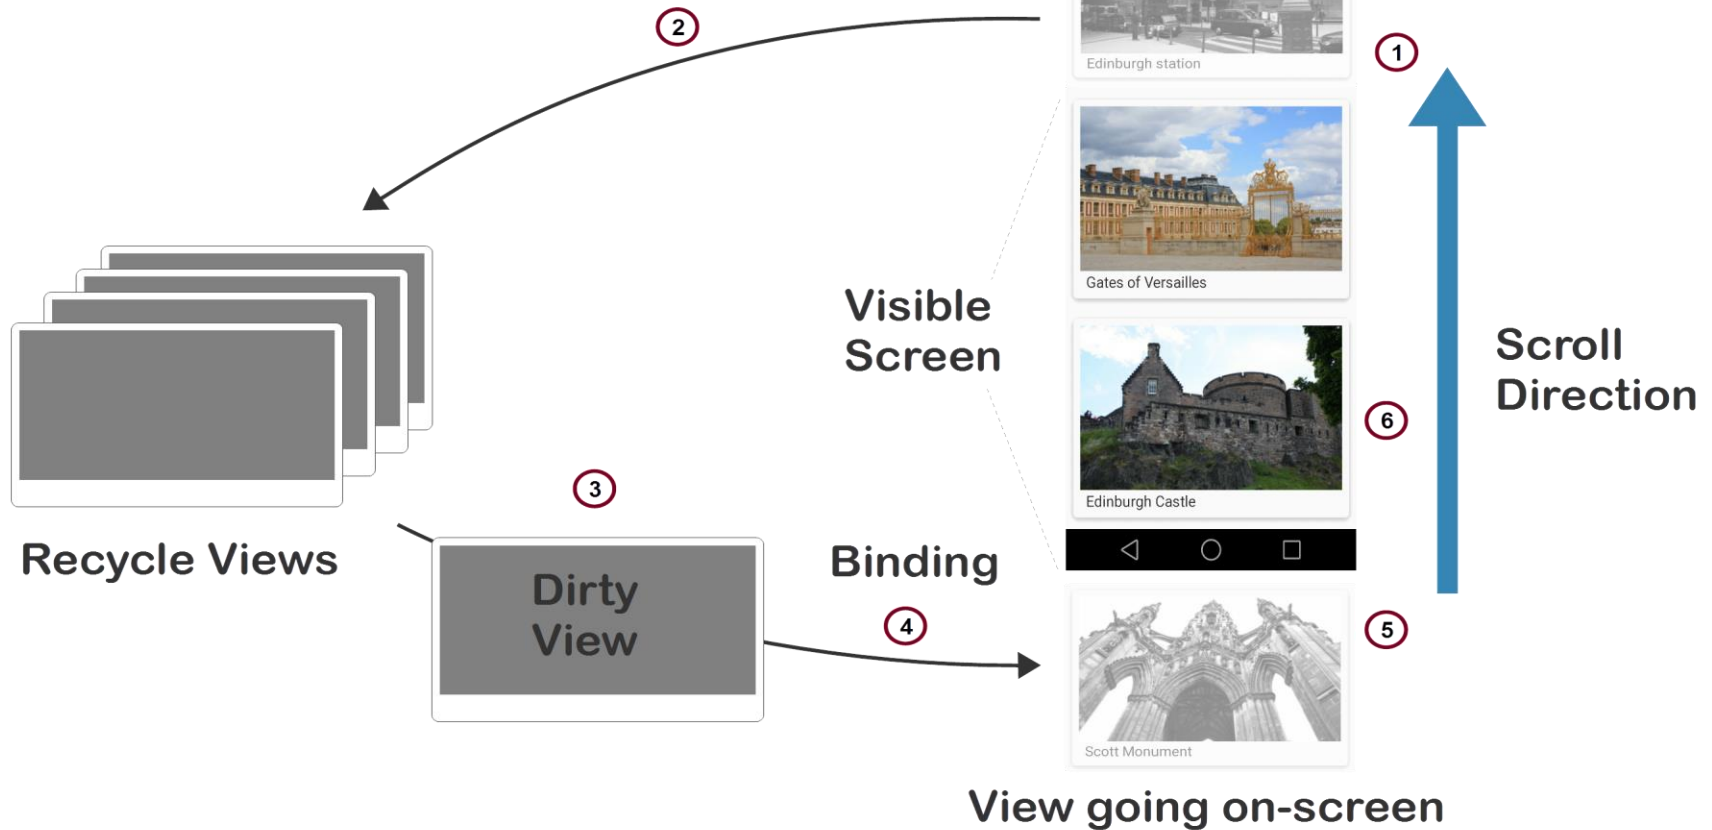 2
Edinburgh station
1
Gates of Versailles
Visible
Screen
Scroll
Direction
Edinburgh Castle
6
3
Recycle Views
Dirty
View
Binding
4
5
Scott Monument
View going on-screen